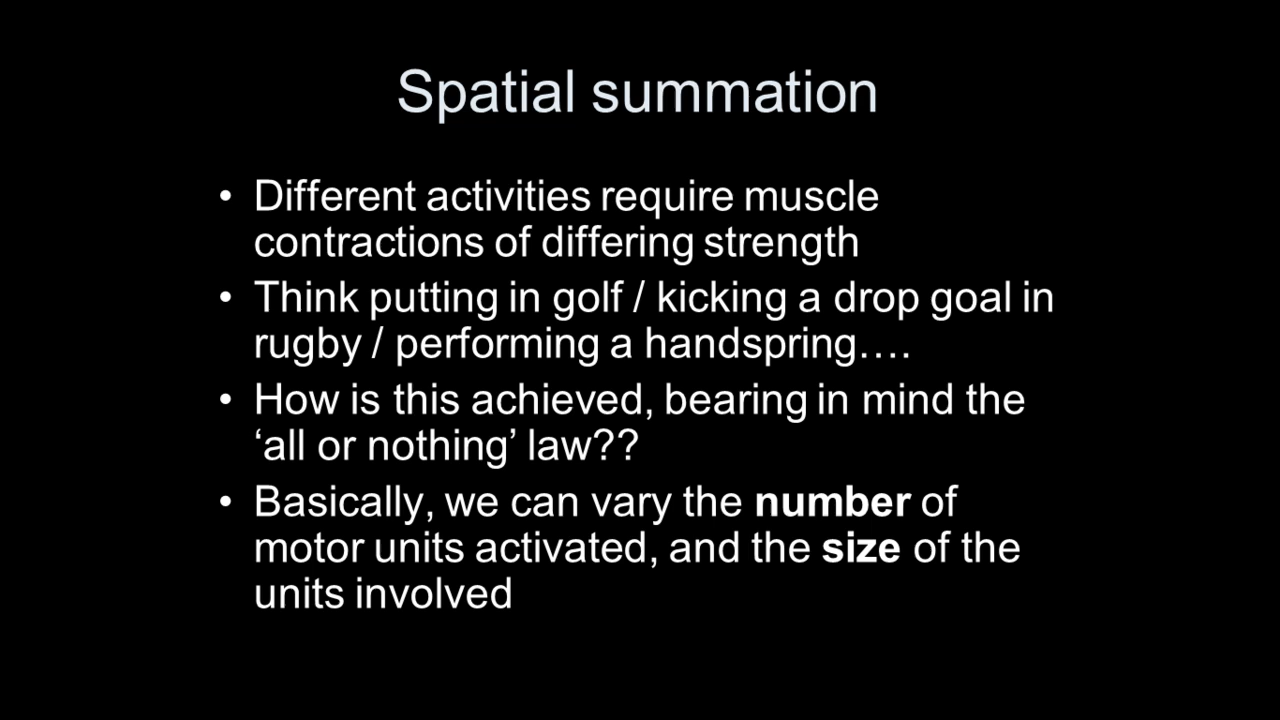 Spatial summation
• Different activities require muscle
contractions of differing strength
• Think putting in golf / kicking a drop goal in
rugby / performing a handspring….
• How is this achieved, bearing in mind the
‘all or nothing’ law??
• Basically, we can vary the number of
motor units activated, and the size of the
units involved